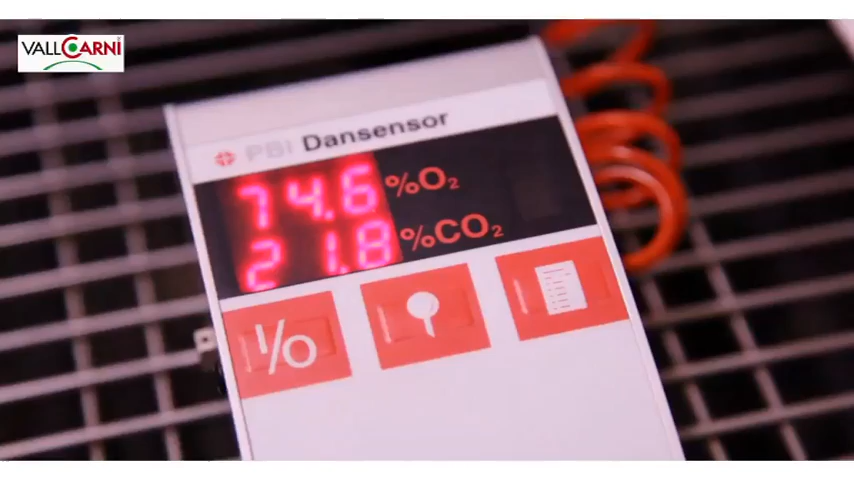 VALLCARNI
PBI Dansensor
74.6 %O₂
21.8 %CO₂
I/O